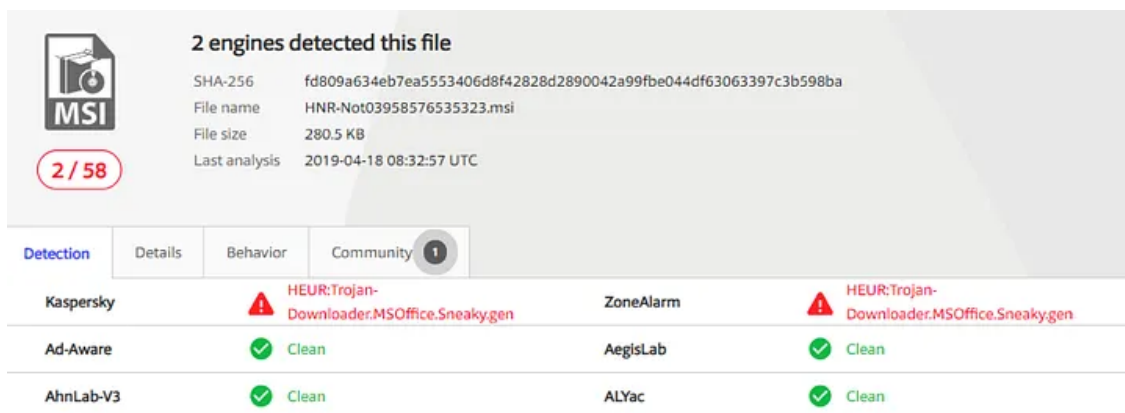 2 engines detected this file
SHA-256 fd809a634eb7ea5553406d8f42828d2890042a99fbe044df63063397c3b598ba
File name HNR-Not03958576535323.msi
File size 280.5 KB
Last analysis 2019-04-18 08:32:57 UTC
MSI
2 / 58
Detection Details Behavior Community 1
Kaspersky HEUR:Trojan-Downloader.MSOffice.Sneaky.gen ZoneAlarm HEUR:Trojan-Downloader.MSOffice.Sneaky.gen
Ad-Aware Clean AegisLab Clean
AhnLab-V3 Clean ALYac Clean